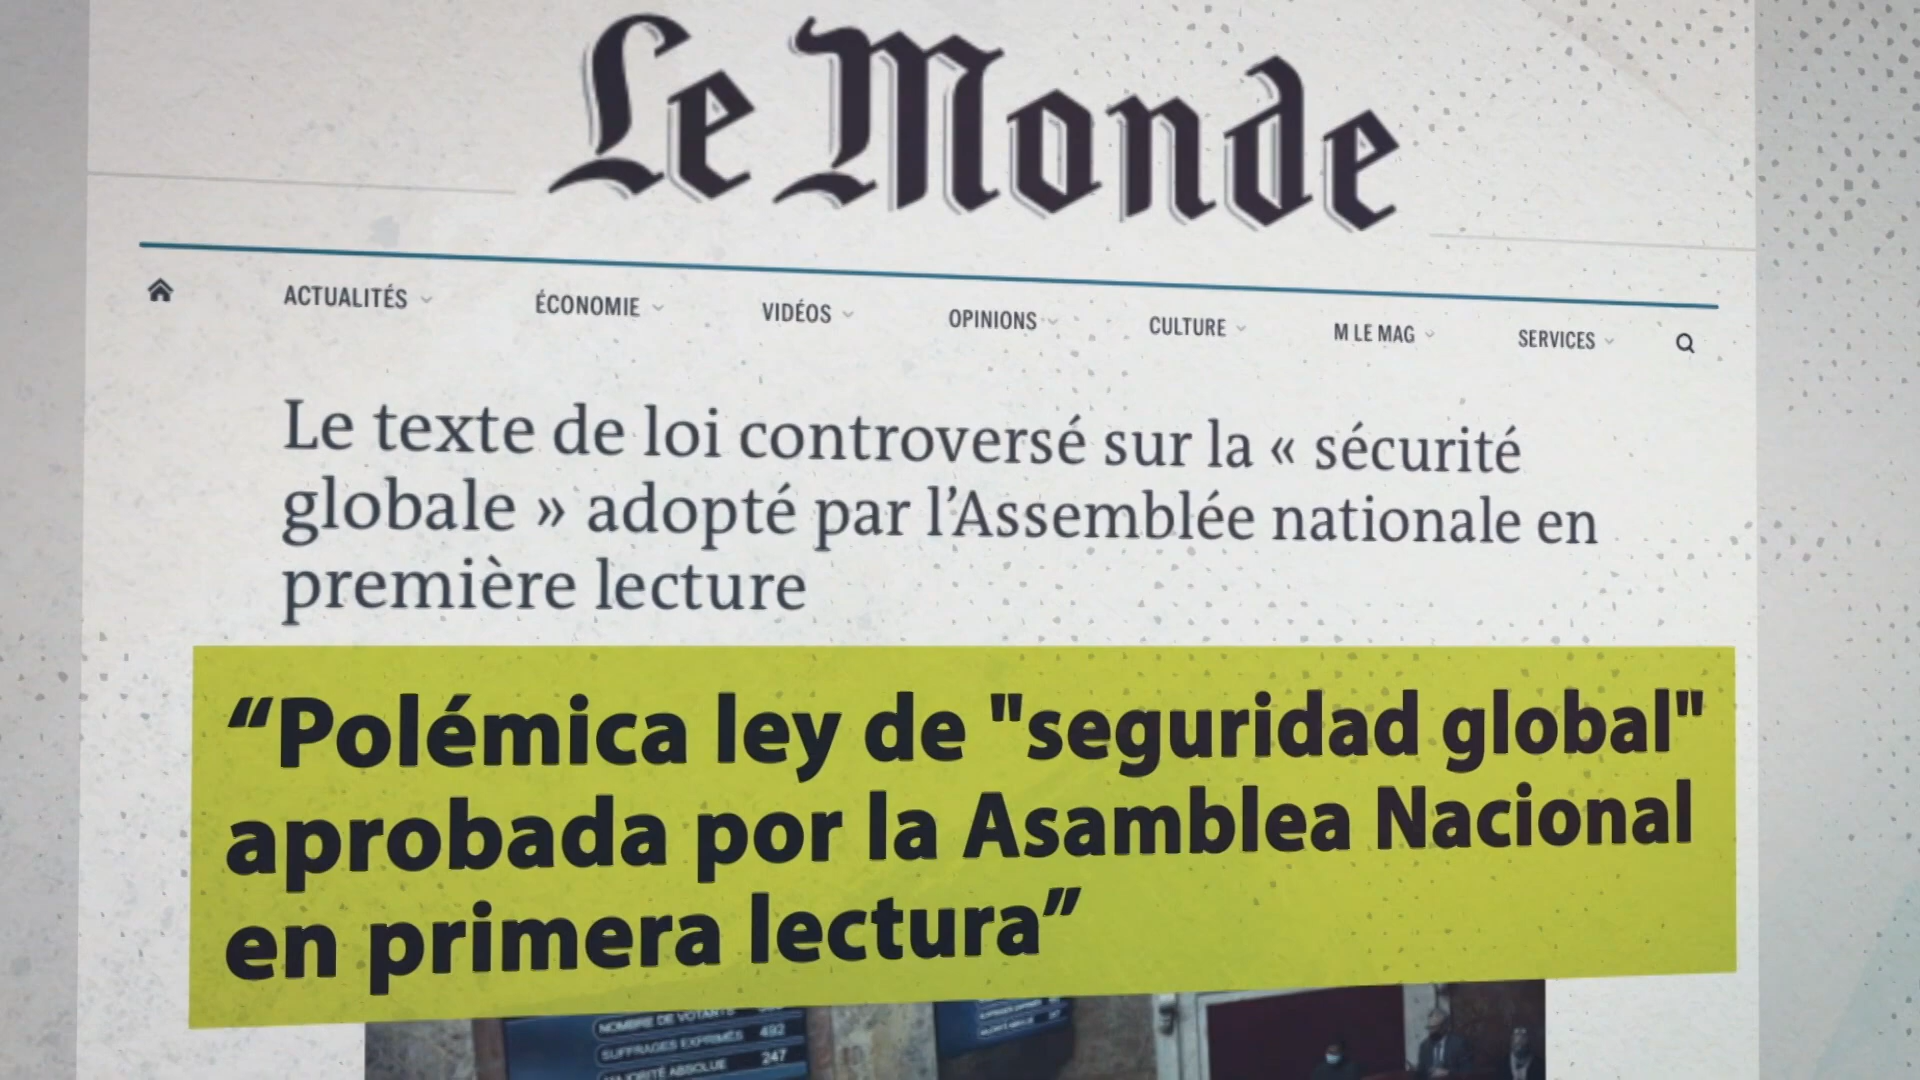 Le Monde
ACTUALITÉS ÉCONOMIE VIDÉOS OPINIONS CULTURE M LE MAG SERVICES
Le texte de loi controversé sur la « sécurité
globale » adopté par l'Assemblée nationale en
première lecture
“Polémica ley de "seguridad global"
aprobada por la Asamblea Nacional
en primera lectura”
NOMBRE DE VOTANTS
SUFFRAGES EXPRIMÉS 492
MAJORITÉ ABSOLUE 247